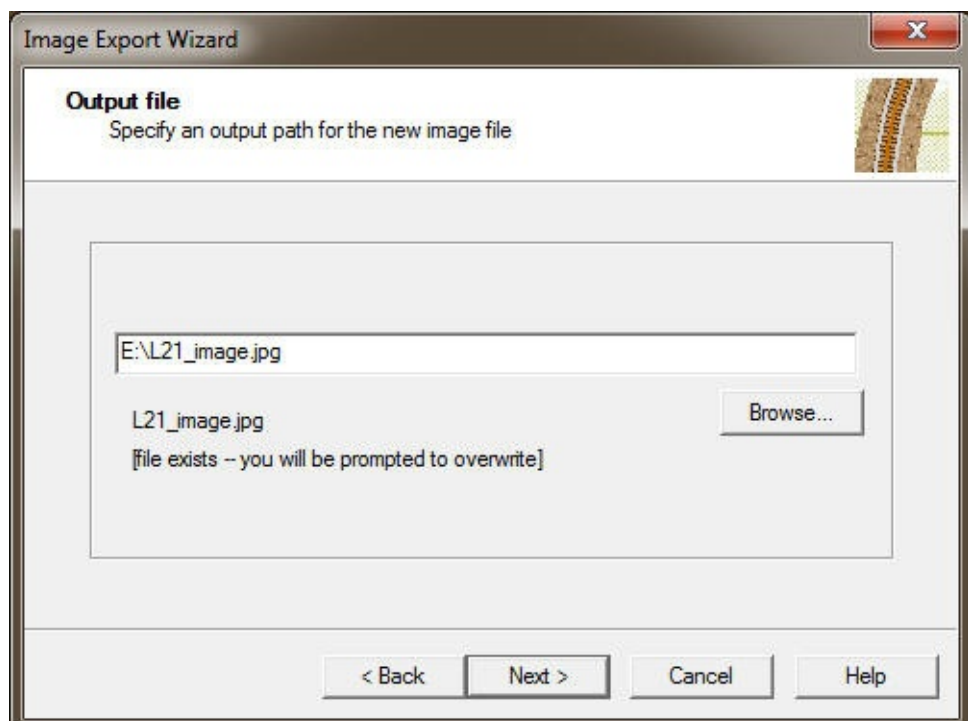 Image Export Wizard
Output file
Specify an output path for the new image file
E:\L21_image.jpg
L21_image.jpg
Browse...
[file exists -- you will be prompted to overwrite]
< Back Next > Cancel Help